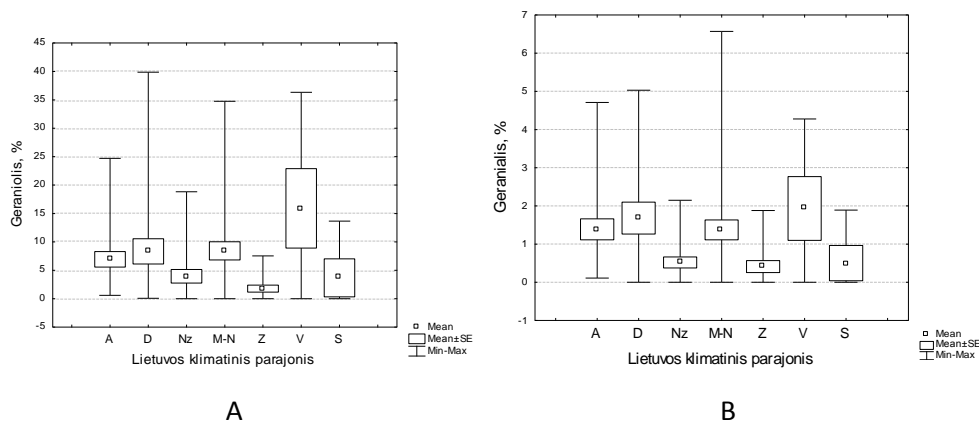 Geraniolis, %
45
40
35
30
25
20
15
10
5
0
-5
A D Nz M-N Z V S
Lietuvos klimatinis parajonis
Mean
Mean±SE
Min-Max
A
Geranialis, %
7
6
5
4
3
2
1
0
-1
A D Nz M-N Z V S
Lietuvos klimatinis parajonis
Mean
Mean±SE
Min-Max
B